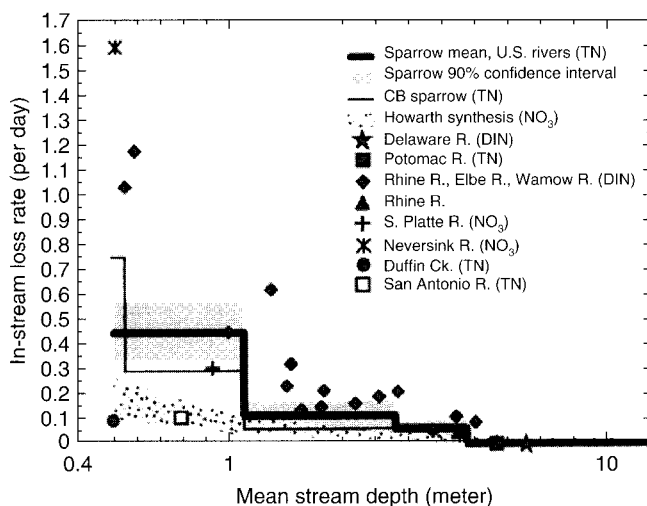 1.7
1.6
1.5
1.4
1.3
1.2
1.1
1.0
0.9
0.8
0.7
0.6
0.5
0.4
0.3
0.2
0.1
0
In-stream loss rate (per day)
Sparrow mean, U.S. rivers (TN)
Sparrow 90% confidence interval
CB sparrow (TN)
Howarth synthesis (NO₃)
Delaware R. (DIN)
Potomac R. (TN)
Rhine R., Elbe R., Warnow R. (DIN)
Rhine R.
S. Platte R. (NO₃)
Neversink R. (NO₃)
Duffin Ck. (TN)
San Antonio R. (TN)
0.4 1 10
Mean stream depth (meter)